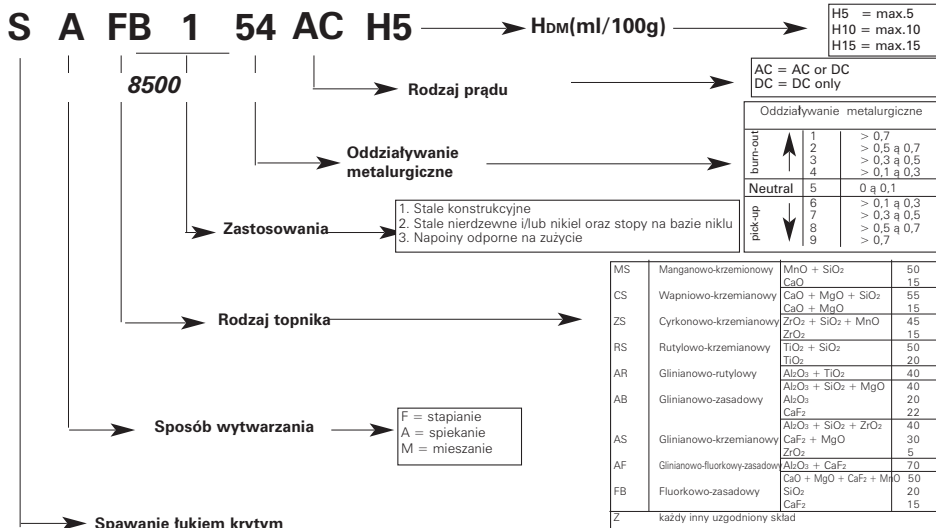 S A FB 1 54 AC H5 HDM(ml/100g)
H5 = max.5
H10 = max.10
H15 = max.15
8500
Rodzaj prądu
AC = AC or DC
DC = DC only
Oddziaływanie metalurgiczne
Oddziaływanie metalurgiczne
burn-out
1 > 0,7
2 > 0,5 ą 0,7
3 > 0,3 ą 0,5
4 > 0,1 ą 0,3
Neutral 5 0 ą 0,1
pick-up
6 > 0,1 ą 0,3
7 > 0,3 ą 0,5
8 > 0,5 ą 0,7
9 > 0,7
Zastosowania
1. Stale konstrukcyjne
2. Stale nierdzewne i/lub nikiel oraz stopy na bazie niklu
3. Napoiny odporne na zużycie
Rodzaj topnika
MS Manganowo-krzemionowy MnO + SiO₂ 50
CaO 15
CS Wapniowo-krzemianowy CaO + MgO + SiO₂ 55
CaO + MgO 15
ZS Cyrkonowo-krzemianowy ZrO₂ + SiO₂ + MnO 45
ZrO₂ 15
RS Rutylowo-krzemianowy TiO₂ + SiO₂ 50
TiO₂ 20
AR Glinianowo-rutylowy Al₂O₃ + TiO₂ 40
Al₂O₃ + SiO₂ + MgO 40
AB Glinianowo-zasadowy Al₂O₃ 20
CaF₂ 22
Al₂O₃ + SiO₂ + ZrO₂ 40
AS Glinianowo-krzemianowy CaF₂ + MgO 30
ZrO₂ 5
AF Glinianowo-fluorkowy-zasadowy Al₂O₃ + CaF₂ 70
CaO + MgO + CaF₂ + MnO 50
FB Fluorkowo-zasadowy SiO₂ 20
CaF₂ 15
Z każdy inny uzgodniony skład
Sposób wytwarzania
F = stapianie
A = spiekanie
M = mieszanie
Spawanie łukiem krytym